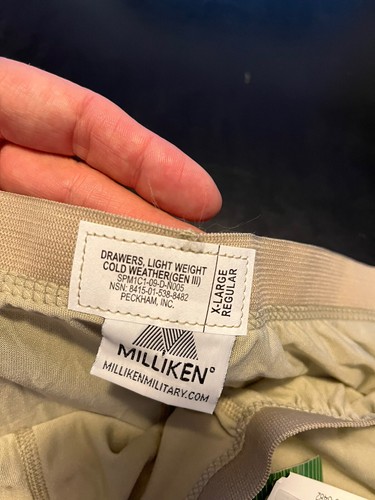 DRAWERS, LIGHT WEIGHT
COLD WEATHER(GEN III)
SPM1C1-09-D-N005
NSN: 8415-01-538-8482
PECKHAM, INC.
X-LARGE
REGULAR
MILLIKEN
MILLIKENMILITARY.COM